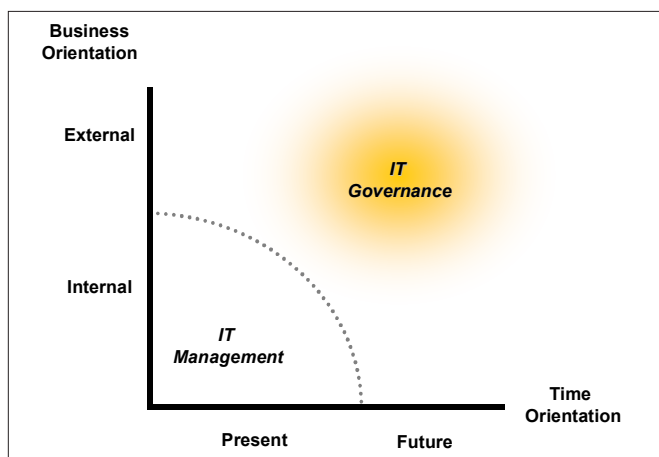 Business
Orientation
External
IT
Governance
Internal
IT
Management
Time
Orientation
Present
Future